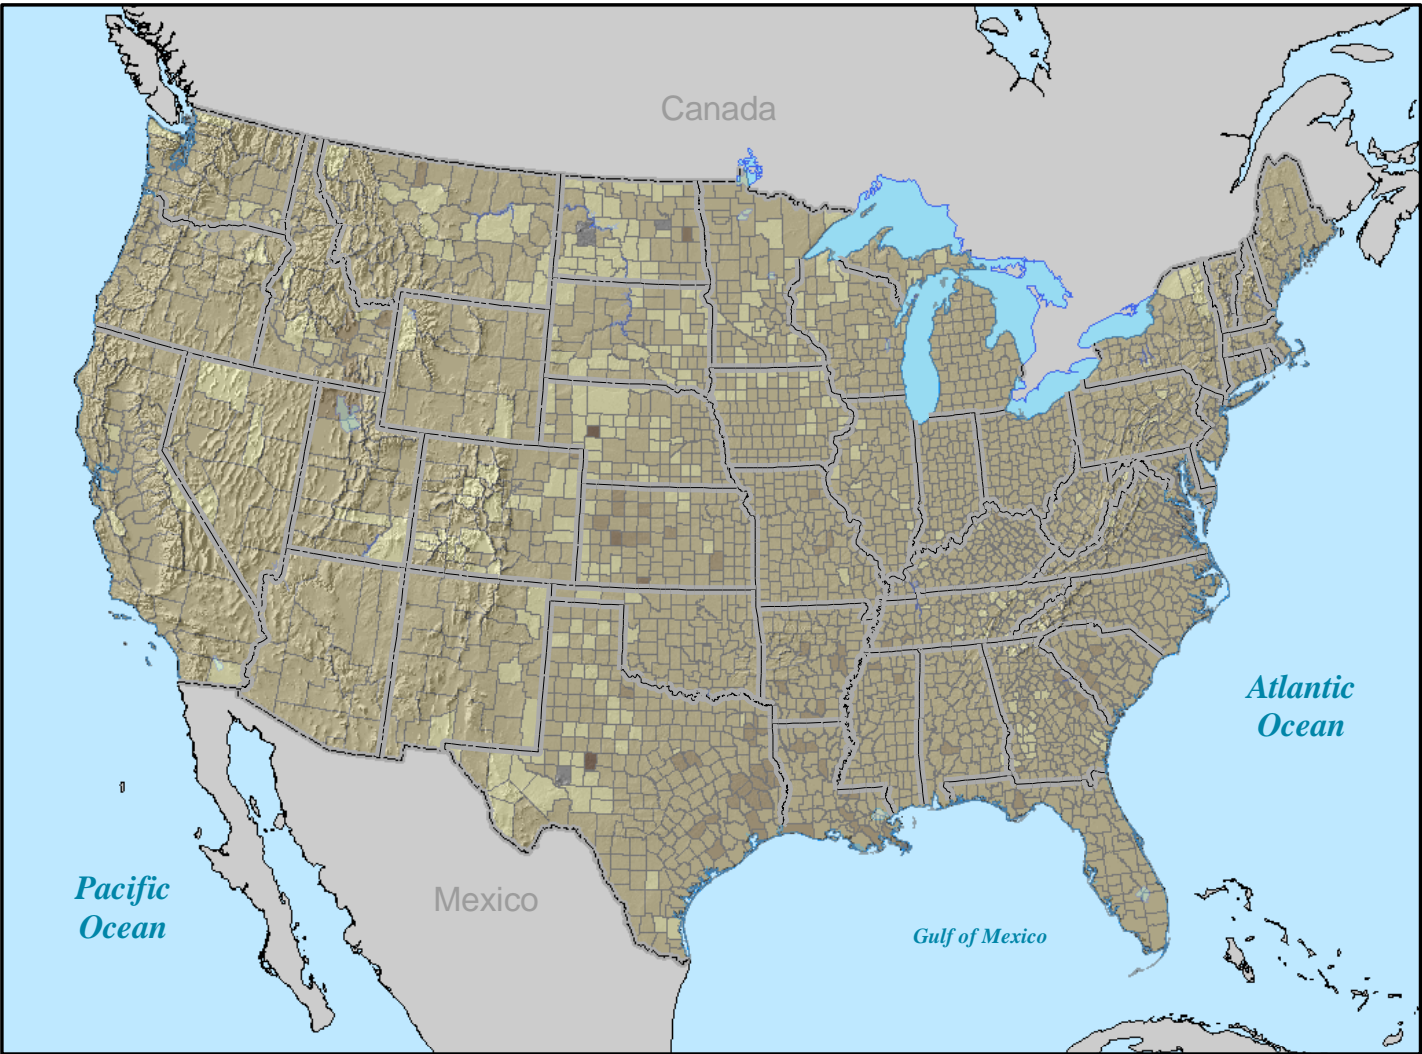 Canada
Atlantic
Ocean
Pacific
Ocean
Mexico
Gulf of Mexico